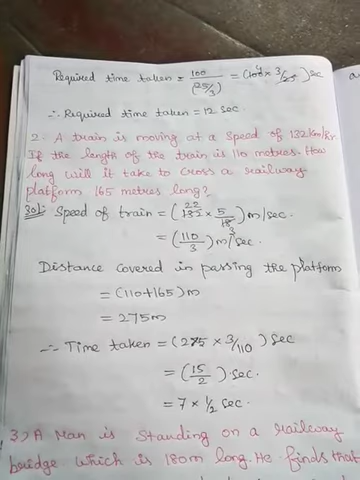 Required time taken = 100/(25/3) = (100 4 × 3/25) sec
∴ Required time taken = 12 sec.
2. A train is moving at a speed of 132 km/hr
If the length of the train is 110 metres. How
long will it take to cross a railway
platform 165 metres long?
Sol: Speed of train = (132 22 × 5/18 3) m/sec.
= (110/3) m/sec.
Distance covered in passing the platform
= (110+165) m
= 275m
∴ Time taken = (275 × 3/110) sec
= (15/2) sec.
= 7 × 1/2 sec.
3.) A Man is standing on a railway
bridge which is 180m long. He finds that